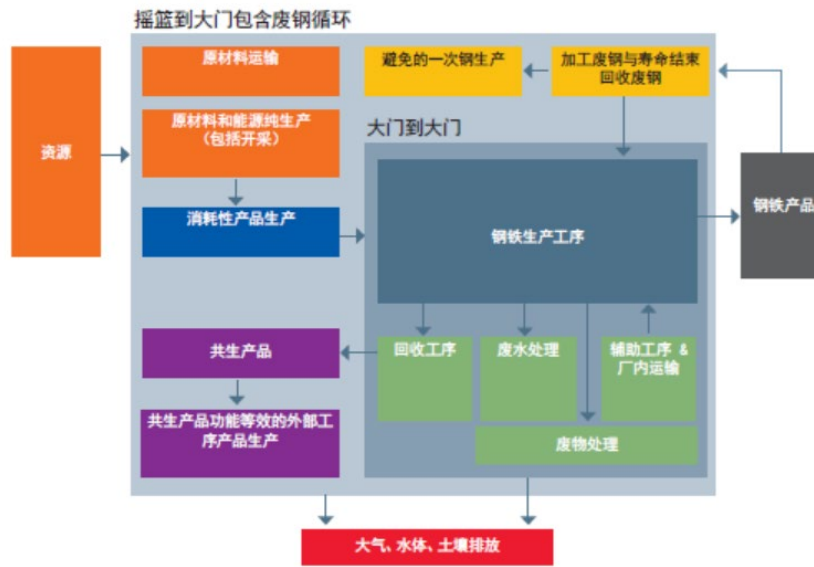 摇篮到大门包含废钢循环
原材料运输
避免的一次钢生产
加工废钢与寿命结束
回收废钢
原材料和能源纯生产
（包括开采）
大门到大门
资源
消耗性产品生产
钢铁生产工序
钢铁产品
共生产品
回收工序
废水处理
辅助工序 &
厂内运输
共生产品功能等效的外部工
序产品生产
废物处理
大气、水体、土壤排放